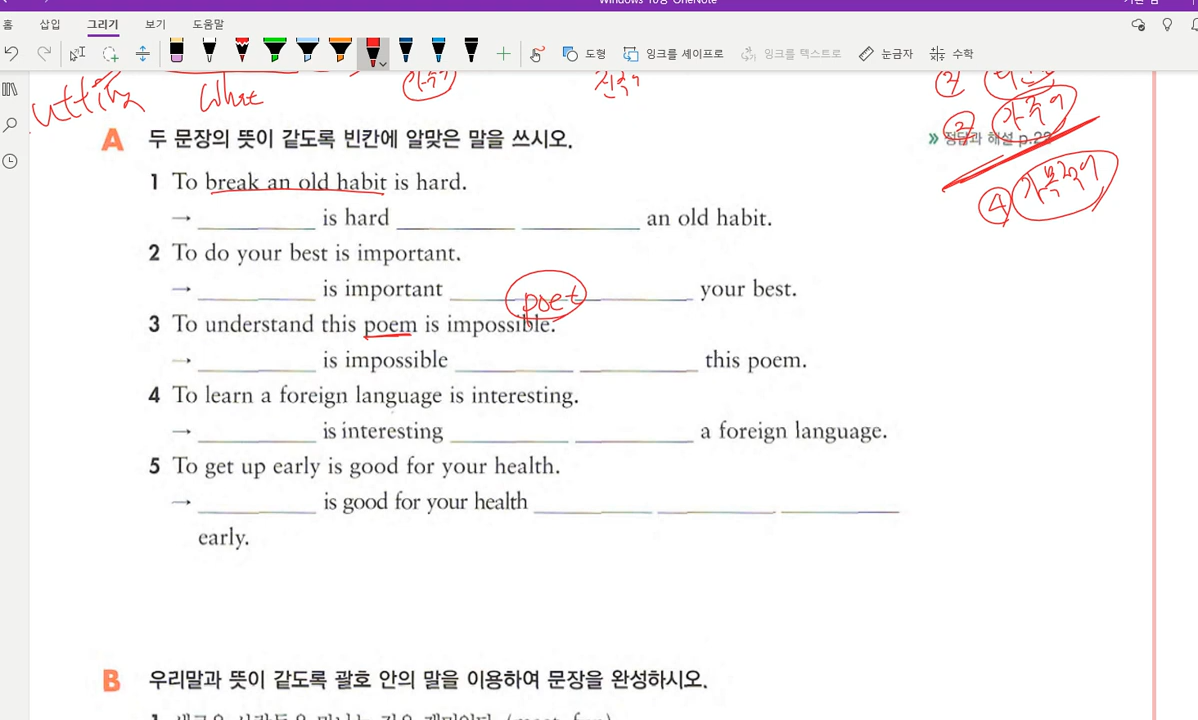 Windows 10용 OneNote
홈 삽입 그리기 보기 도움말
도형 잉크를 셰이프로 잉크를 텍스트로 눈금자 수학
What
A 두 문장의 뜻이 같도록 빈칸에 알맞은 말을 쓰시오.
» 정답과 해설 p.22
1 To break an old habit is hard.
→ is hard an old habit.
④
2 To do your best is important.
→ is important your best.
poet
3 To understand this poem is impossible.
→ is impossible this poem.
4 To learn a foreign language is interesting.
→ is interesting a foreign language.
5 To get up early is good for your health.
→ is good for your health
early.
B 우리말과 뜻이 같도록 괄호 안의 말을 이용하여 문장을 완성하시오.